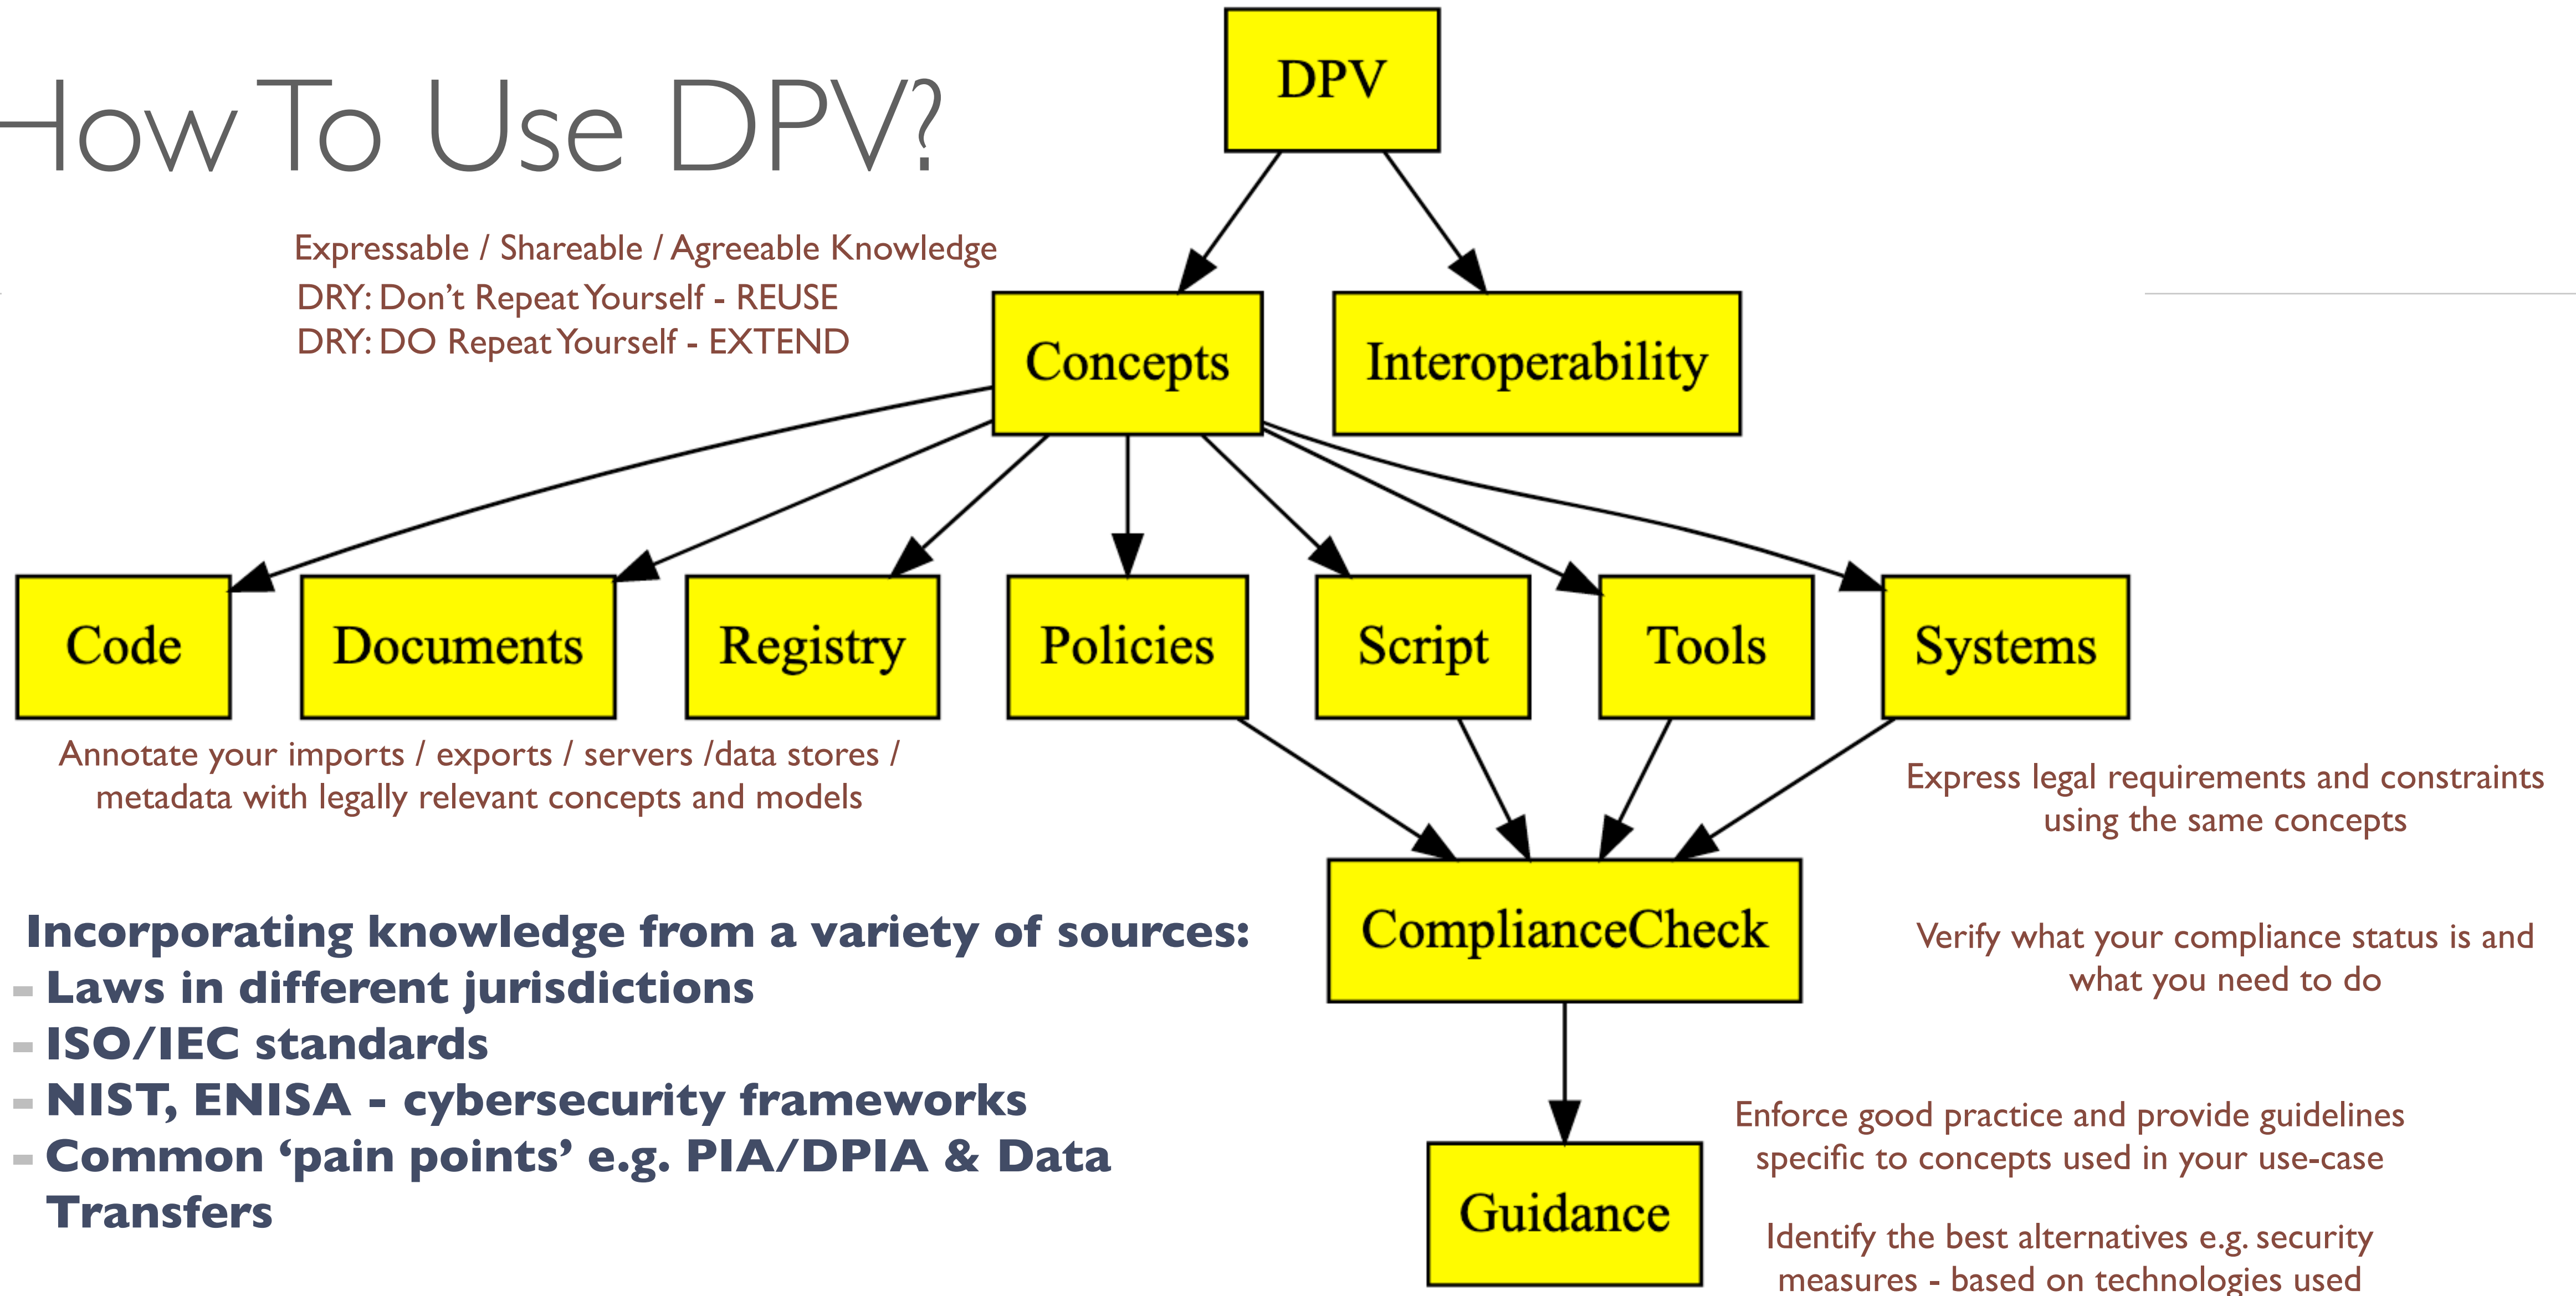 How To Use DPV?
DPV
Expressable / Shareable / Agreeable Knowledge
DRY: Don't Repeat Yourself - REUSE
DRY: DO Repeat Yourself - EXTEND
Concepts
Interoperability
Code
Documents
Registry
Policies
Script
Tools
Systems
Annotate your imports / exports / servers /data stores /
metadata with legally relevant concepts and models
Express legal requirements and constraints
using the same concepts
Incorporating knowledge from a variety of sources:
- Laws in different jurisdictions
- ISO/IEC standards
- NIST, ENISA - cybersecurity frameworks
- Common ‘pain points’ e.g. PIA/DPIA & Data
Transfers
ComplianceCheck
Verify what your compliance status is and
what you need to do
Guidance
Enforce good practice and provide guidelines
specific to concepts used in your use-case
Identify the best alternatives e.g. security
measures - based on technologies used